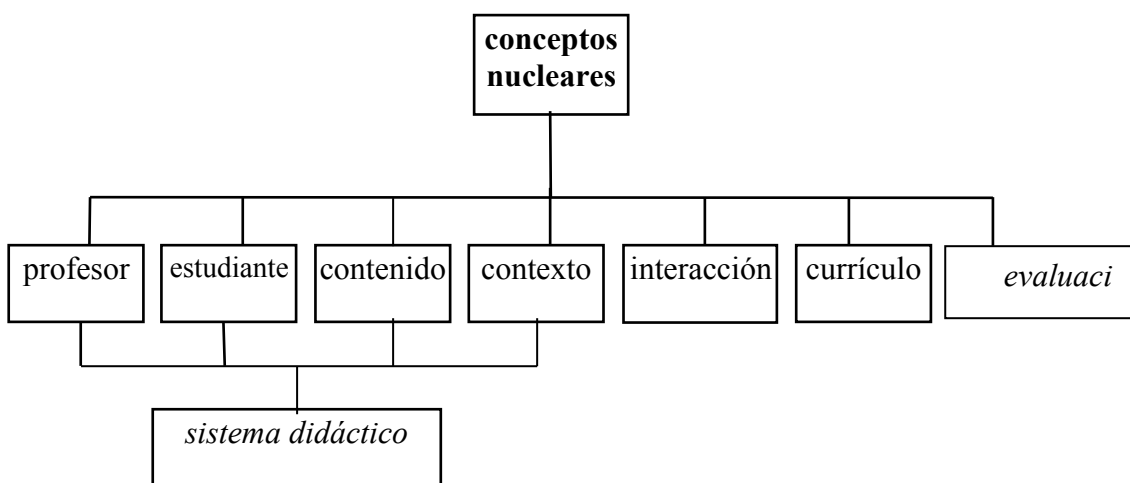 conceptos
nucleares
profesor
estudiante
contenido
contexto
interacción
currículo
evaluaci
sistema didáctico